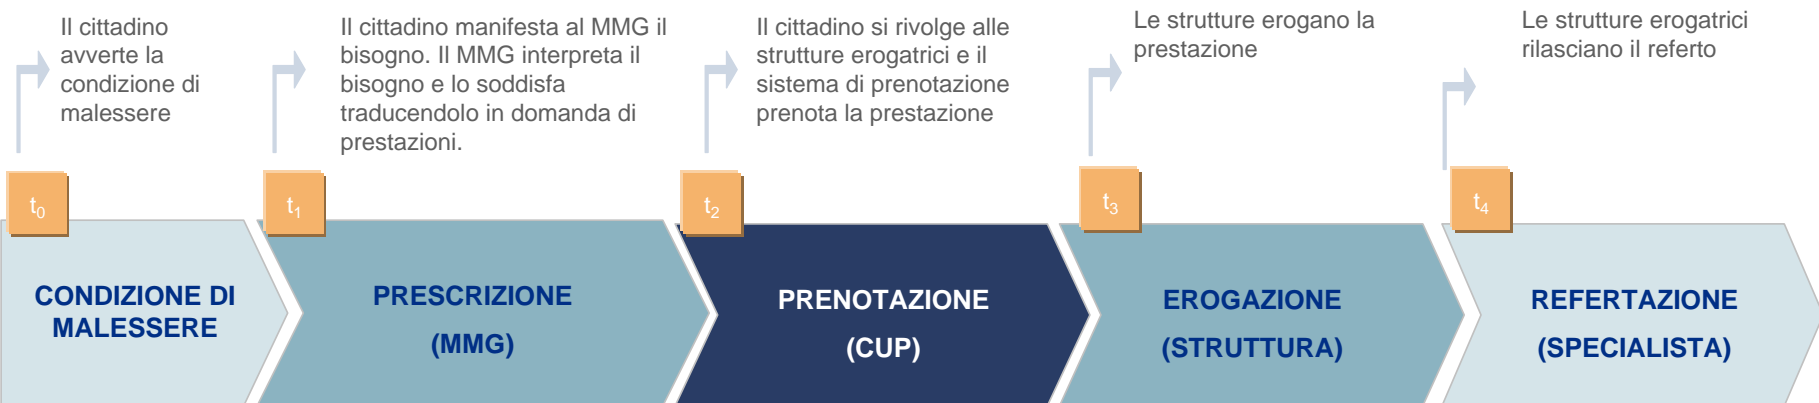 Il cittadino
avverte la
condizione di
malessere
Il cittadino manifesta al MMG il
bisogno. Il MMG interpreta il
bisogno e lo soddisfa
traducendolo in domanda di
prestazioni.
Il cittadino si rivolge alle
strutture erogatrici e il
sistema di prenotazione
prenota la prestazione
Le strutture erogano la
prestazione
Le strutture erogatrici
rilasciano il referto
t0
t1
t2
t3
t4
CONDIZIONE DI
MALESSERE
PRESCRIZIONE
(MMG)
PRENOTAZIONE
(CUP)
EROGAZIONE
(STRUTTURA)
REFERTAZIONE
(SPECIALISTA)